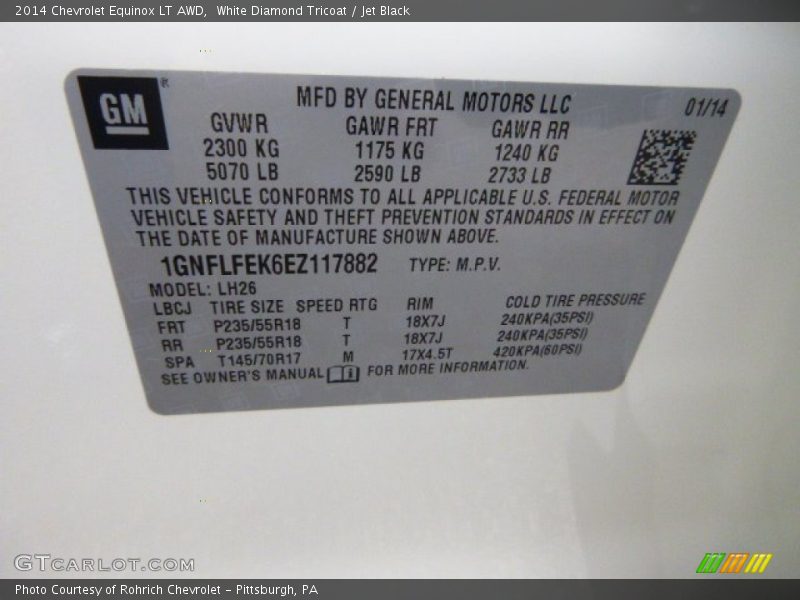 2014 Chevrolet Equinox LT AWD, White Diamond Tricoat / Jet Black
GM ®
MFD BY GENERAL MOTORS LLC 01/14
GVWR GAWR FRT GAWR RR
2300 KG 1175 KG 1240 KG
5070 LB 2590 LB 2733 LB
THIS VEHICLE CONFORMS TO ALL APPLICABLE U.S. FEDERAL MOTOR
VEHICLE SAFETY AND THEFT PREVENTION STANDARDS IN EFFECT ON
THE DATE OF MANUFACTURE SHOWN ABOVE.
1GNFLFEK6EZ117882 TYPE: M.P.V.
MODEL: LH26
LBCJ TIRE SIZE SPEED RTG RIM COLD TIRE PRESSURE
FRT P235/55R18 T 18X7J 240KPA(35PSI)
RR P235/55R18 T 18X7J 240KPA(35PSI)
SPA T145/70R17 M 17X4.5T 420KPA(60PSI)
SEE OWNER'S MANUAL FOR MORE INFORMATION.
GTCARLOT.COM
Photo Courtesy of Rohrich Chevrolet – Pittsburgh, PA